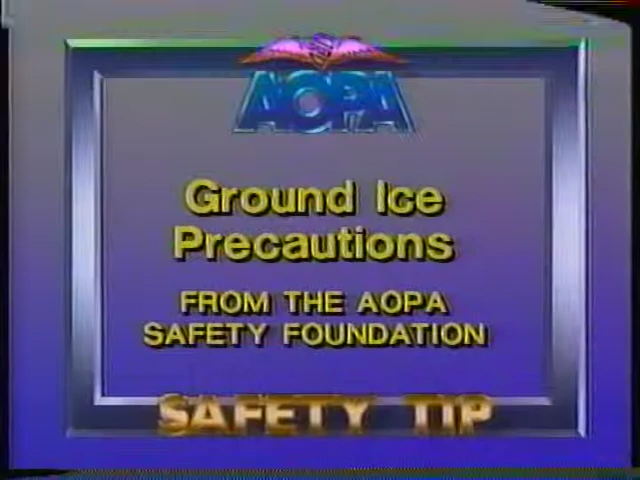 AOPA
Ground Ice
Precautions
FROM THE AOPA
SAFETY FOUNDATION
SAFETY TIP